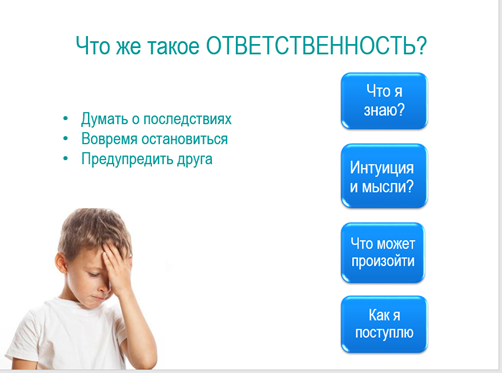 Что же такое ОТВЕТСТВЕННОСТЬ?
• Думать о последствиях
• Вовремя остановиться
• Предупредить друга
Что я
знаю?
Интуиция
и мысли?
Что может
произойти
Как я
поступлю